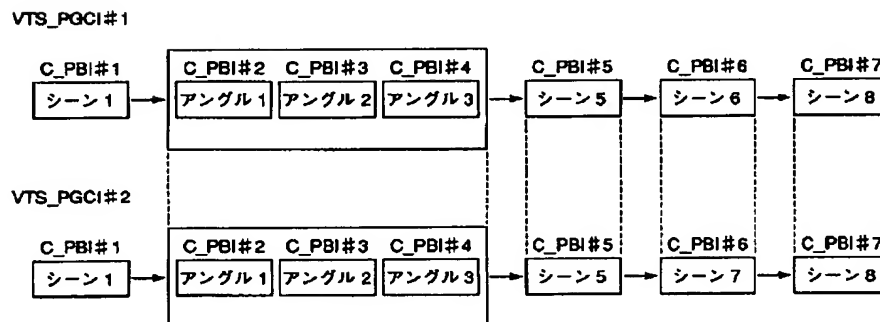 VTS_PGCI#1
C_PBI#1 C_PBI#2 C_PBI#3 C_PBI#4 C_PBI#5 C_PBI#6 C_PBI#7
シーン1 アングル1 アングル2 アングル3 シーン5 シーン6 シーン8
VTS_PGCI#2
C_PBI#1 C_PBI#2 C_PBI#3 C_PBI#4 C_PBI#5 C_PBI#6 C_PBI#7
シーン1 アングル1 アングル2 アングル3 シーン5 シーン7 シーン8